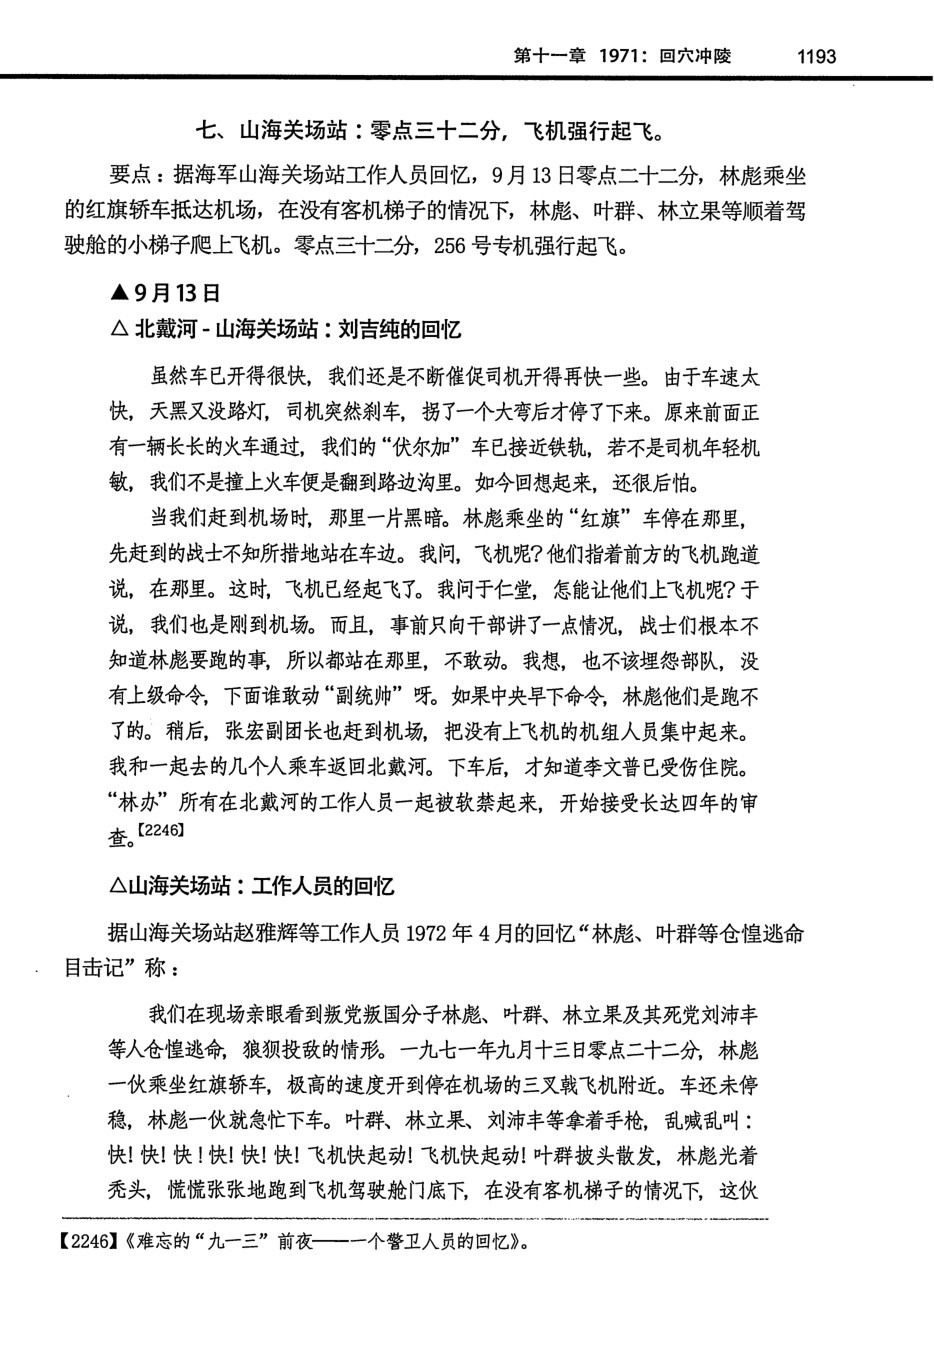 第十一章 1971：回穴冲陵 1193
七、山海关场站：零点三十二分，飞机强行起飞。
要点：据海军山海关场站工作人员回忆，9月13日零点二十二分，林彪乘坐
的红旗轿车抵达机场，在没有客机梯子的情况下，林彪、叶群、林立果等顺着驾
驶舱的小梯子爬上飞机。零点三十二分，256号专机强行起飞。
▲9月13日
△北戴河-山海关场站：刘吉纯的回忆
虽然车已开得很快，我们还是不断催促司机开得再快一些。由于车速太
快，天黑又没路灯，司机突然刹车，拐了一个大弯后才停了下来。原来前面正
有一辆长长的火车通过，我们的“伏尔加”车已接近铁轨，若不是司机年轻机
敏，我们不是撞上火车便是翻到路边沟里。如今回想起来，还很后怕。
当我们赶到机场时，那里一片黑暗。林彪乘坐的“红旗”车停在那里，
先赶到的战士不知所措地站在车边。我问，飞机呢？他们指着前方的飞机跑道
说，在那里。这时，飞机已经起飞了。我问于仁堂，怎能让他们上飞机呢？于
说，我们也是刚到机场。而且，事前只向干部讲了一点情况，战士们根本不
知道林彪要跑的事，所以都站在那里，不敢动。我想，也不该埋怨部队，没
有上级命令，下面谁敢动“副统帅”呀。如果中央早下命令，林彪他们是跑不
了的。稍后，张宏副团长也赶到机场，把没有上飞机的机组人员集中起来。
我和一起去的几个人乘车返回北戴河。下车后，才知道李文普已受伤住院。
“林办”所有在北戴河的工作人员一起被软禁起来，开始接受长达四年的审
查。【2246】
△山海关场站：工作人员的回忆
据山海关场站赵雅辉等工作人员1972年4月的回忆“林彪、叶群等仓惶逃命
目击记”称：
我们在现场亲眼看到叛党叛国分子林彪、叶群、林立果及其死党刘沛丰
等人仓惶逃命，狼狈投敌的情形。一九七一年九月十三日零点二十二分，林彪
一伙乘坐红旗轿车，极高的速度开到停在机场的三叉戟飞机附近。车还未停
稳，林彪一伙就急忙下车。叶群、林立果、刘沛丰等拿着手枪，乱喊乱叫：
快！快！快！快！快！快！飞机快起动！飞机快起动！叶群披头散发，林彪光着
秃头，慌慌张张地跑到飞机驾驶舱门底下，在没有客机梯子的情况下，这伙
【2246】《难忘的“九一三”前夜——一个警卫人员的回忆》。